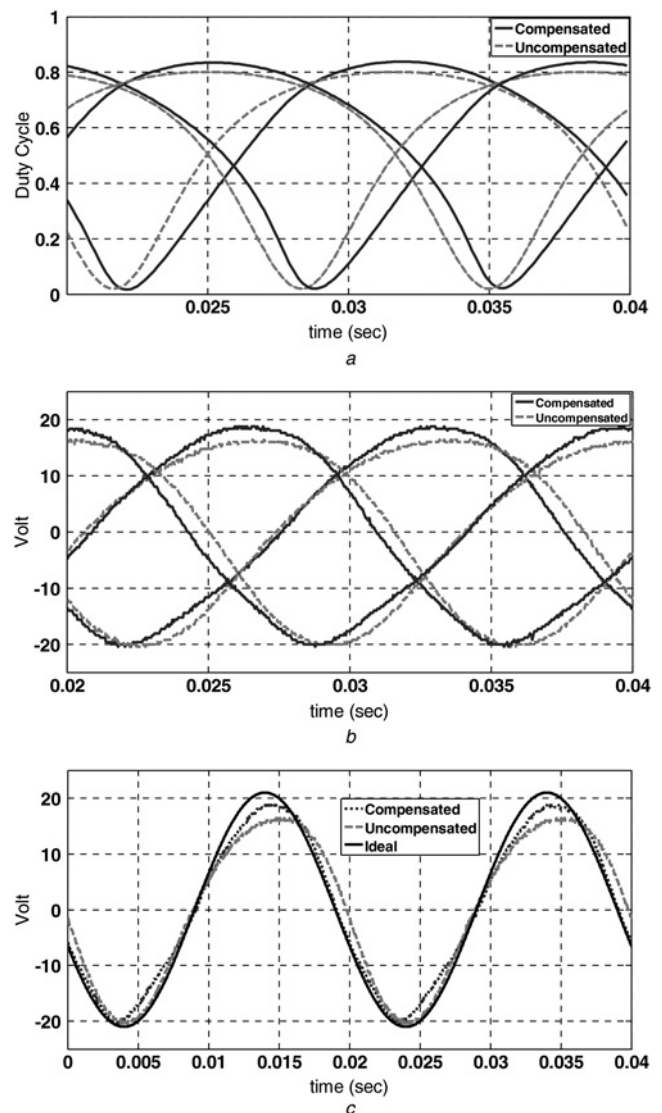 1
0.8
0.6
0.4
0.2
0
Duty Cycle
Compensated
Uncompensated
0.025
0.03
0.035
0.04
time (sec)
a
20
10
0
-10
-20
Volt
Compensated
Uncompensated
0.02
0.025
0.03
0.035
0.04
time (sec)
b
20
10
0
-10
-20
Volt
Compensated
Uncompensated
Ideal
0
0.005
0.01
0.015
0.02
0.025
0.03
0.035
0.04
time (sec)
c